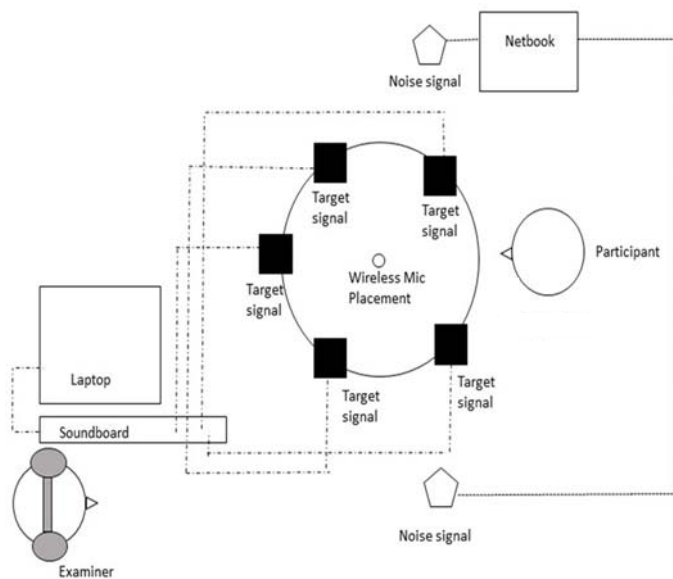 Netbook
Noise signal
Target
signal
Target
signal
Participant
Wireless Mic
Placement
Target
signal
Laptop
Target
signal
Target
signal
Soundboard
Noise signal
Examiner